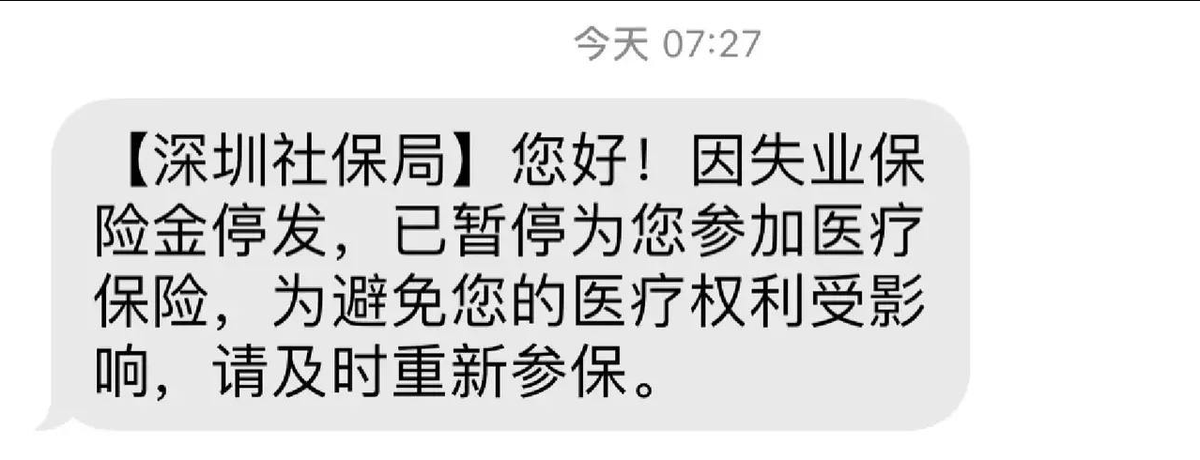 今天 07:27
【深圳社保局】您好！因失业保
险金停发，已暂停为您参加医疗
保险，为避免您的医疗权利受影
响，请及时重新参保。